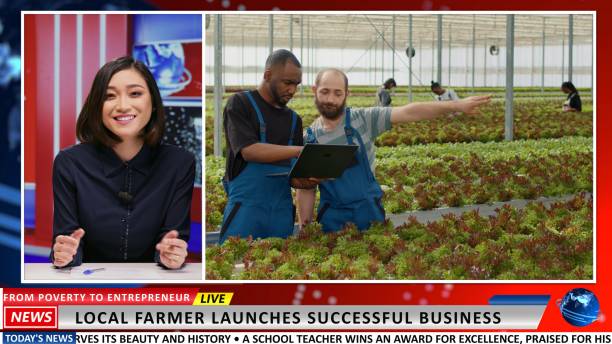 FROM POVERTY TO ENTREPRENEUR LIVE
NEWS LOCAL FARMER LAUNCHES SUCCESSFUL BUSINESS
TODAY'S NEWS RVES ITS BEAUTY AND HISTORY • A SCHOOL TEACHER WINS AN AWARD FOR EXCELLENCE, PRAISED FOR HI